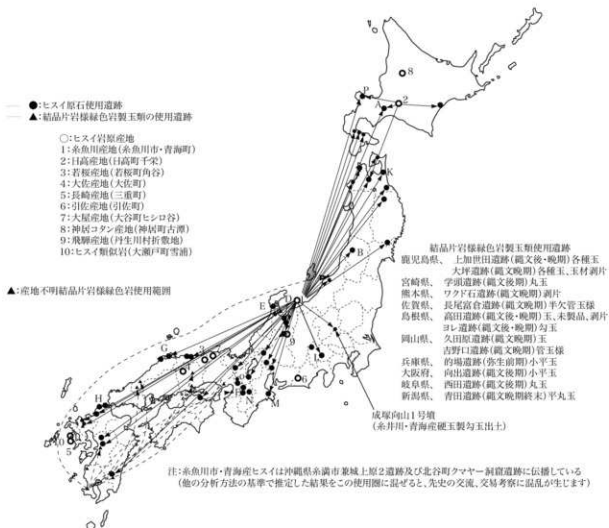 ●:ヒスイ原石使用遺跡
▲:結晶片岩様緑色岩製玉類の使用遺跡
○:ヒスイ岩原産地
1:糸魚川産地(糸魚川市・青海町)
2:日高産地(日高町千栄)
3:若桜産地(若桜町角谷)
4:大佐産地(大佐町)
5:長崎産地(三重町)
6:引佐産地(引佐町)
7:大屋産地(大谷町ヒシロ谷)
8:神居コタン産地(神居町古潭)
9:飛騨産地(丹生川村折敷地)
10:ヒスイ類似岩(大瀬戸町雪浦)
▲:産地不明結晶片岩様緑色岩使用範囲
8
P
A
2
K
B
E
9
G
H
5
6
N
M
結晶片岩様緑色岩製玉類使用遺跡
鹿児島県、 上加世田遺跡(縄文後・晩期)各種玉
大坪遺跡(縄文晩期)各種玉、玉材剥片
宮崎県、 学頭遺跡(縄文後期)丸玉
熊本県、 ワクド石遺跡(縄文晩期)剥片
佐賀県、 長尾富倉遺跡(縄文晩期)半欠管玉様
島根県、 高田遺跡(縄文後・晩期)玉、未製品、剥片
ヨレ遺跡(縄文後・晩期)勾玉
岡山県、 久田原遺跡(縄文晩期)玉
吉野口遺跡(縄文晩期)管玉様
兵庫県、 的場遺跡(弥生前期)小平玉
大阪府、 向出遺跡(縄文後期)小平玉
岐阜県、 西田遺跡(縄文後期)丸玉
新潟県、 青田遺跡(縄文晩期終末)平丸玉
成塚向山1号墳
(糸井川・青海産硬玉製勾玉出土)
注:糸魚川市・青海産ヒスイは沖縄県糸満市兼城上原2遺跡及び北谷町クマヤー洞窟遺跡に伝播している
(他の分析方法の基準で推定した結果をこの使用圏に混ぜると、先史の交流、交易考察に混乱が生じます)